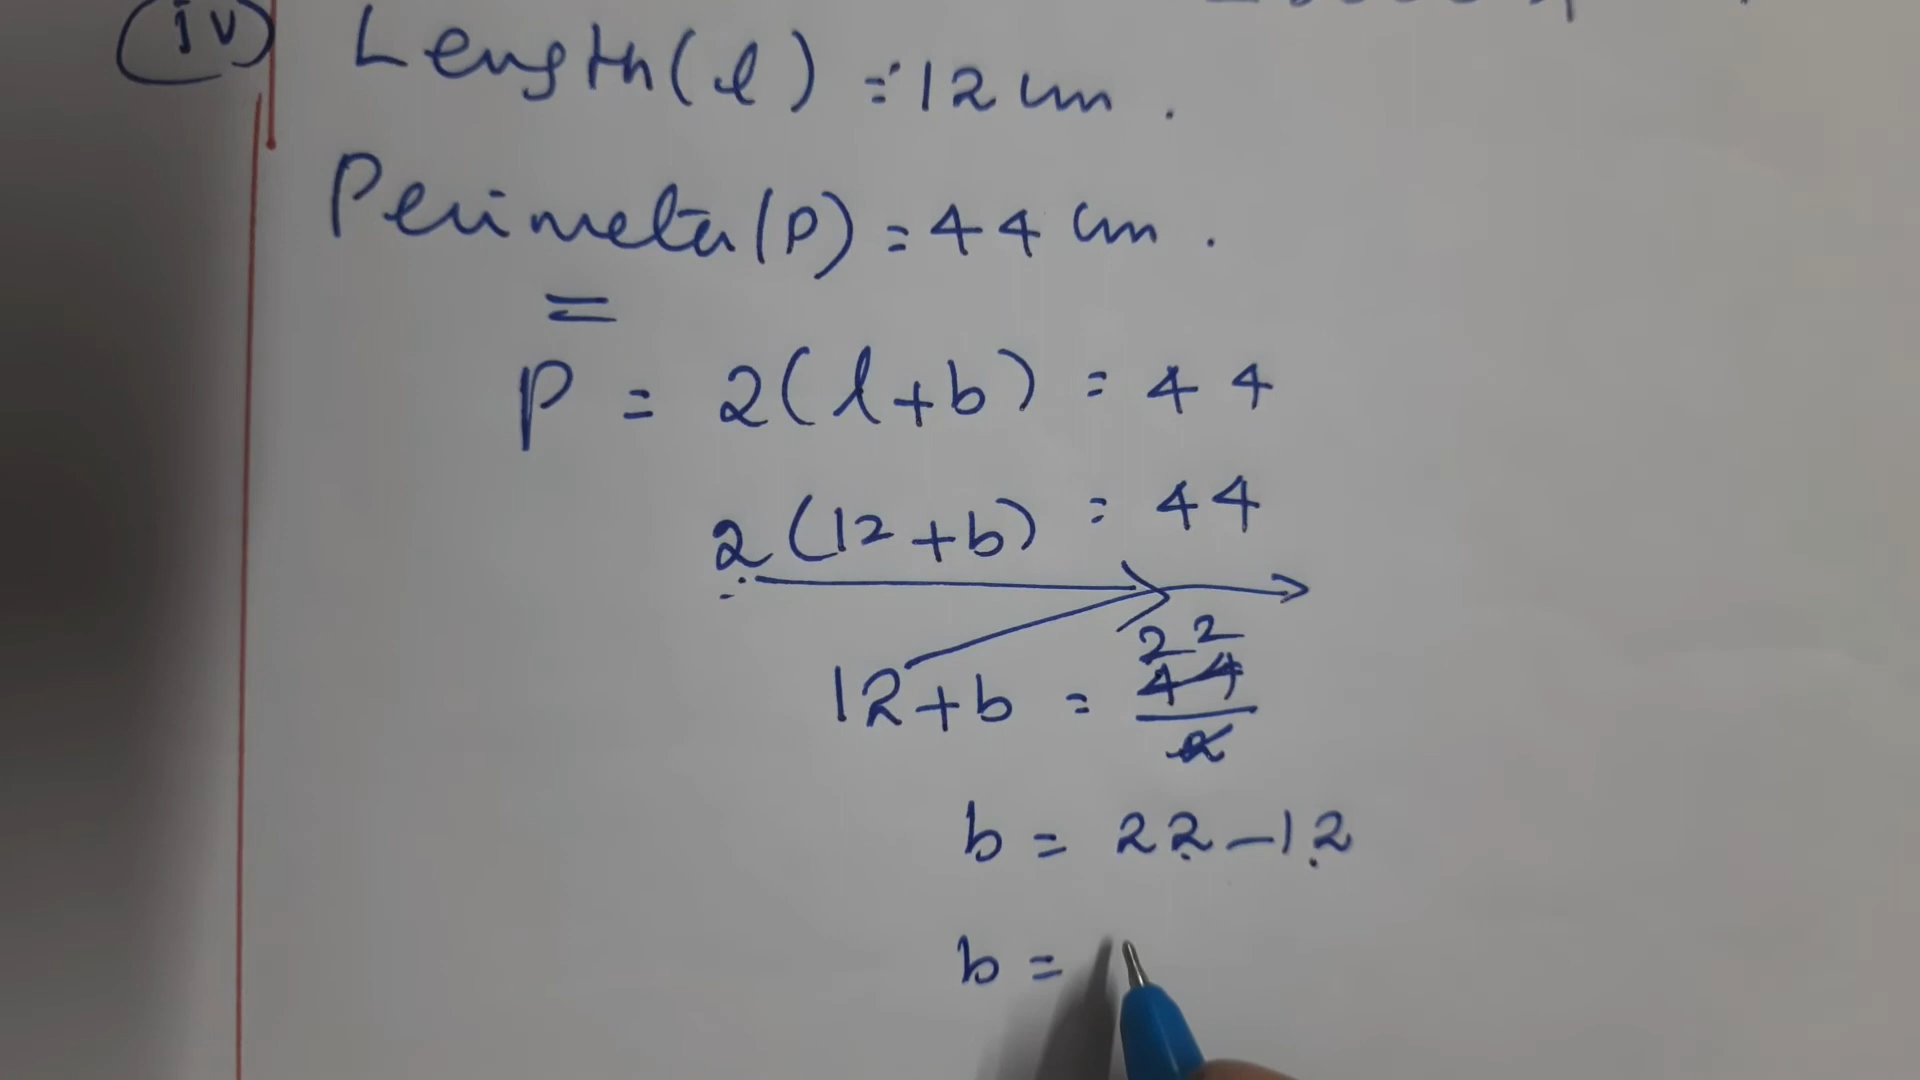 (iv) Length (l) = 12 cm.
Perimeter (P) = 44 cm.
=
P = 2(l+b) = 44
2(12+b) = 44
22
12+b = 44/2
b = 22-12
b =